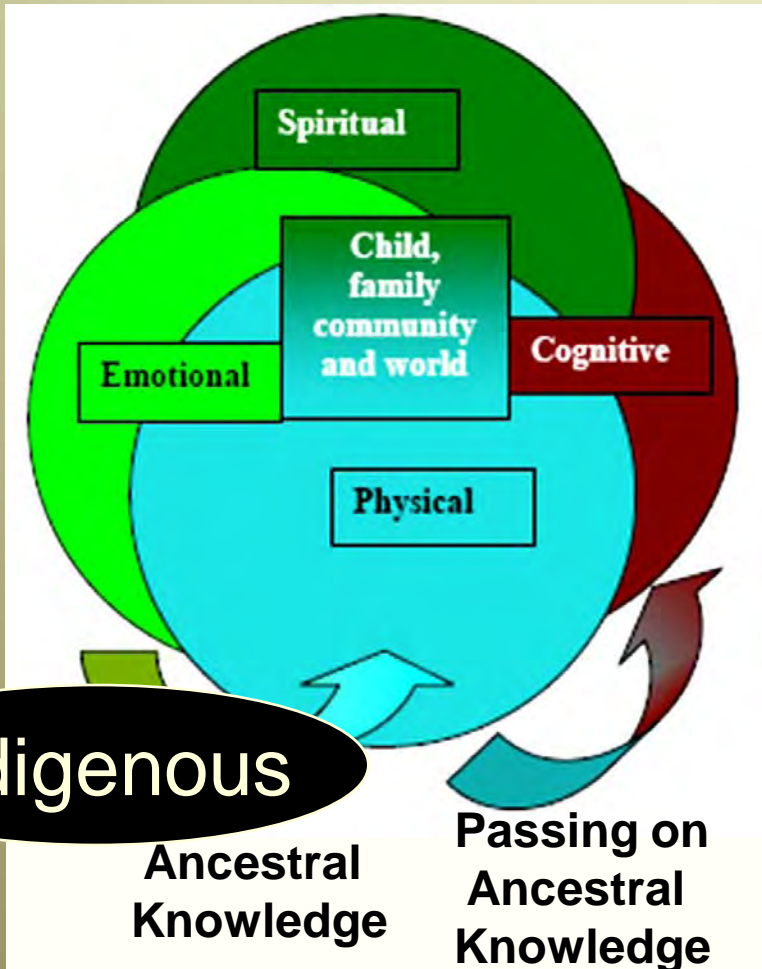 Spiritual
Child,
family
community
and world
Emotional
Cognitive
Physical
digenous
Ancestral
Knowledge
Passing on
Ancestral
Knowledge